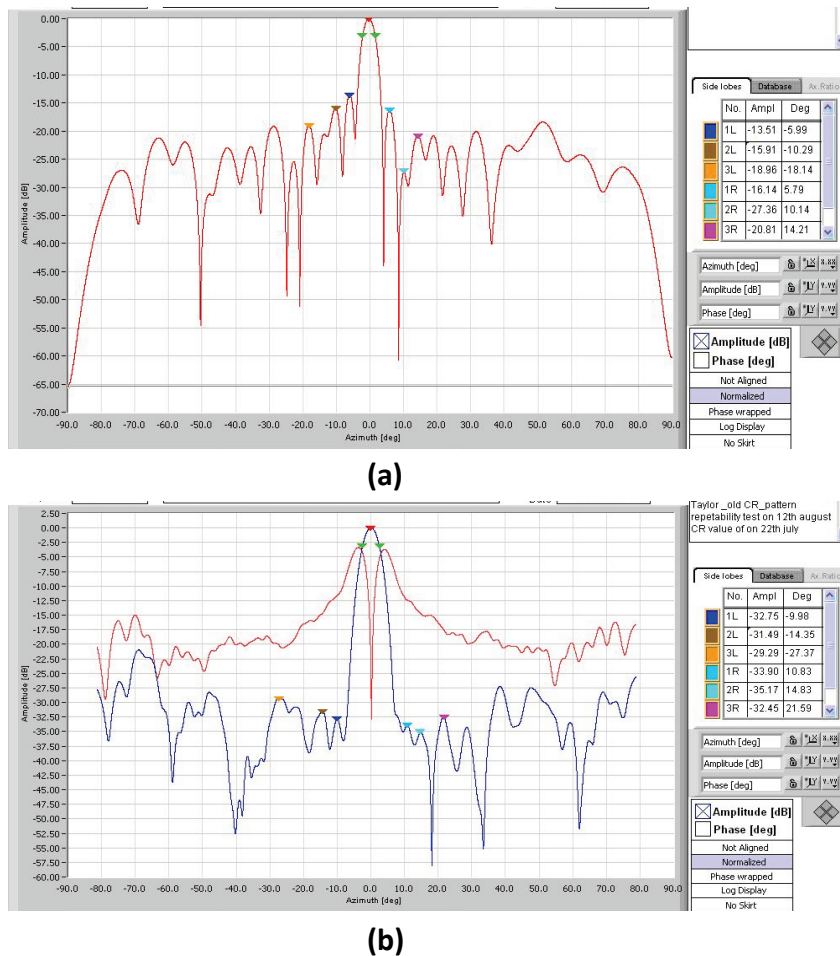 0.00
-5.00
-10.00
-15.00
-20.00
-25.00
-30.00
-35.00
-40.00
-45.00
-50.00
-55.00
-60.00
-65.00
-70.00
Amplitude [dB]
-90.0 -80.0 -70.0 -60.0 -50.0 -40.0 -30.0 -20.0 -10.0 0.0 10.0 20.0 30.0 40.0 50.0 60.0 70.0 80.0 90.0
Azimuth [deg]
Side lobes Database Ax.Ratio
No. Ampl Deg
1L -13.51 -5.99
2L -15.91 -10.29
3L -18.96 -18.14
1R -16.14 5.79
2R -27.36 10.14
3R -20.81 14.21
Azimuth [deg]
Amplitude [dB]
Phase [deg]
Amplitude [dB]
Phase [deg]
Not Aligned
Normalized
Phase wrapped
Log Display
No Skirt
(a)
2.50
0.00
-2.50
-5.00
-7.50
-10.00
-12.50
-15.00
-17.50
-20.00
-22.50
-25.00
-27.50
-30.00
-32.50
-35.00
-37.50
-40.00
-42.50
-45.00
-47.50
-50.00
-52.50
-55.00
-57.50
-60.00
Amplitude [dB]
-90.0 -80.0 -70.0 -60.0 -50.0 -40.0 -30.0 -20.0 -10.0 0.0 10.0 20.0 30.0 40.0 50.0 60.0 70.0 80.0 90.0
Azimuth [deg]
Taylor _old CR_pattern
repetability test on 12th august
CR value of on 22th july
Side lobes Database Ax.Ratio
No. Ampl Deg
1L -32.75 -9.98
2L -31.49 -14.35
3L -29.29 -27.37
1R -33.90 10.83
2R -35.17 14.83
3R -32.45 21.59
Azimuth [deg]
Amplitude [dB]
Phase [deg]
Amplitude [dB]
Phase [deg]
Not Aligned
Normalized
Phase wrapped
Log Display
No Skirt
(b)